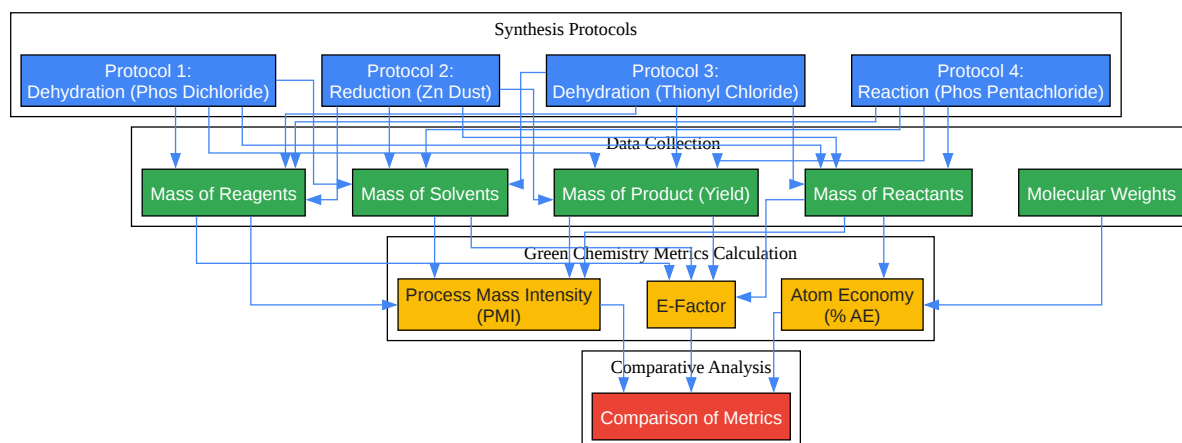 Synthesis Protocols
Protocol 1:
Dehydration (Phos Dichloride)
Protocol 2:
Reduction (Zn Dust)
Protocol 3:
Dehydration (Thionyl Chloride)
Protocol 4:
Reaction (Phos Pentachloride)
Data Collection
Mass of Reagents
Mass of Solvents
Mass of Product (Yield)
Mass of Reactants
Molecular Weights
Green Chemistry Metrics Calculation
Process Mass Intensity
(PMI)
E-Factor
Atom Economy
(% AE)
Comparative Analysis
Comparison of Metrics